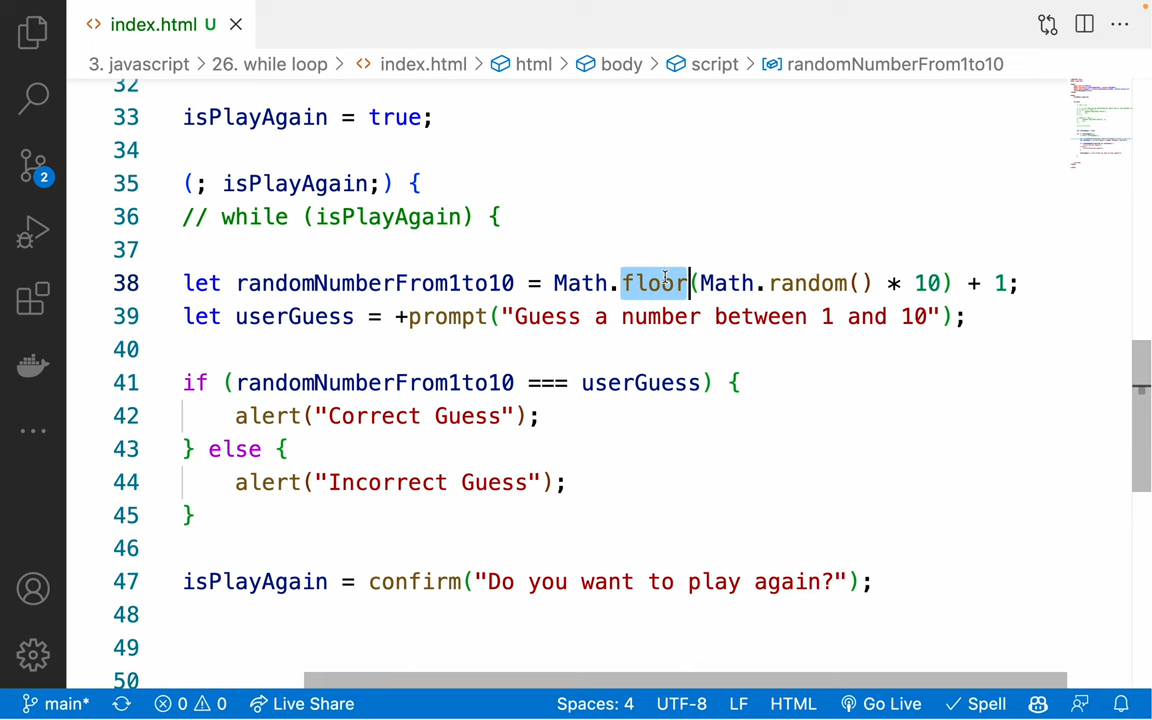 index.html U
3. javascript > 26. while loop > index.html > html > body > script > randomNumberFrom1to10
32
33 isPlayAgain = true;
34
35 (; isPlayAgain;) {
36 // while (isPlayAgain) {
37
38 let randomNumberFrom1to10 = Math.floor(Math.random() * 10) + 1;
39 let userGuess = +prompt("Guess a number between 1 and 10");
40
41 if (randomNumberFrom1to10 === userGuess) {
42 alert("Correct Guess");
43 } else {
44 alert("Incorrect Guess");
45 }
46
47 isPlayAgain = confirm("Do you want to play again?");
48
49
50
2
main* 0 0 Live Share Spaces: 4 UTF-8 LF HTML Go Live Spell